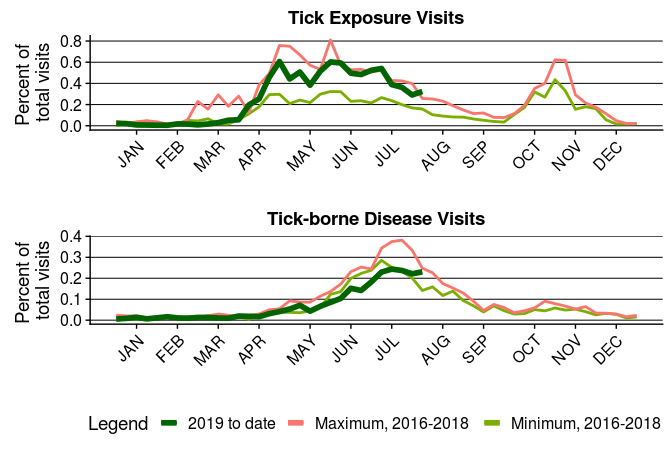 Tick Exposure Visits
Percent of
total visits
0.8
0.6
0.4
0.2
0.0
JAN FEB MAR APR MAY JUN JUL AUG SEP OCT NOV DEC
Tick-borne Disease Visits
Percent of
total visits
0.4
0.3
0.2
0.1
0.0
JAN FEB MAR APR MAY JUN JUL AUG SEP OCT NOV DEC
Legend 2019 to date Maximum, 2016-2018 Minimum, 2016-2018